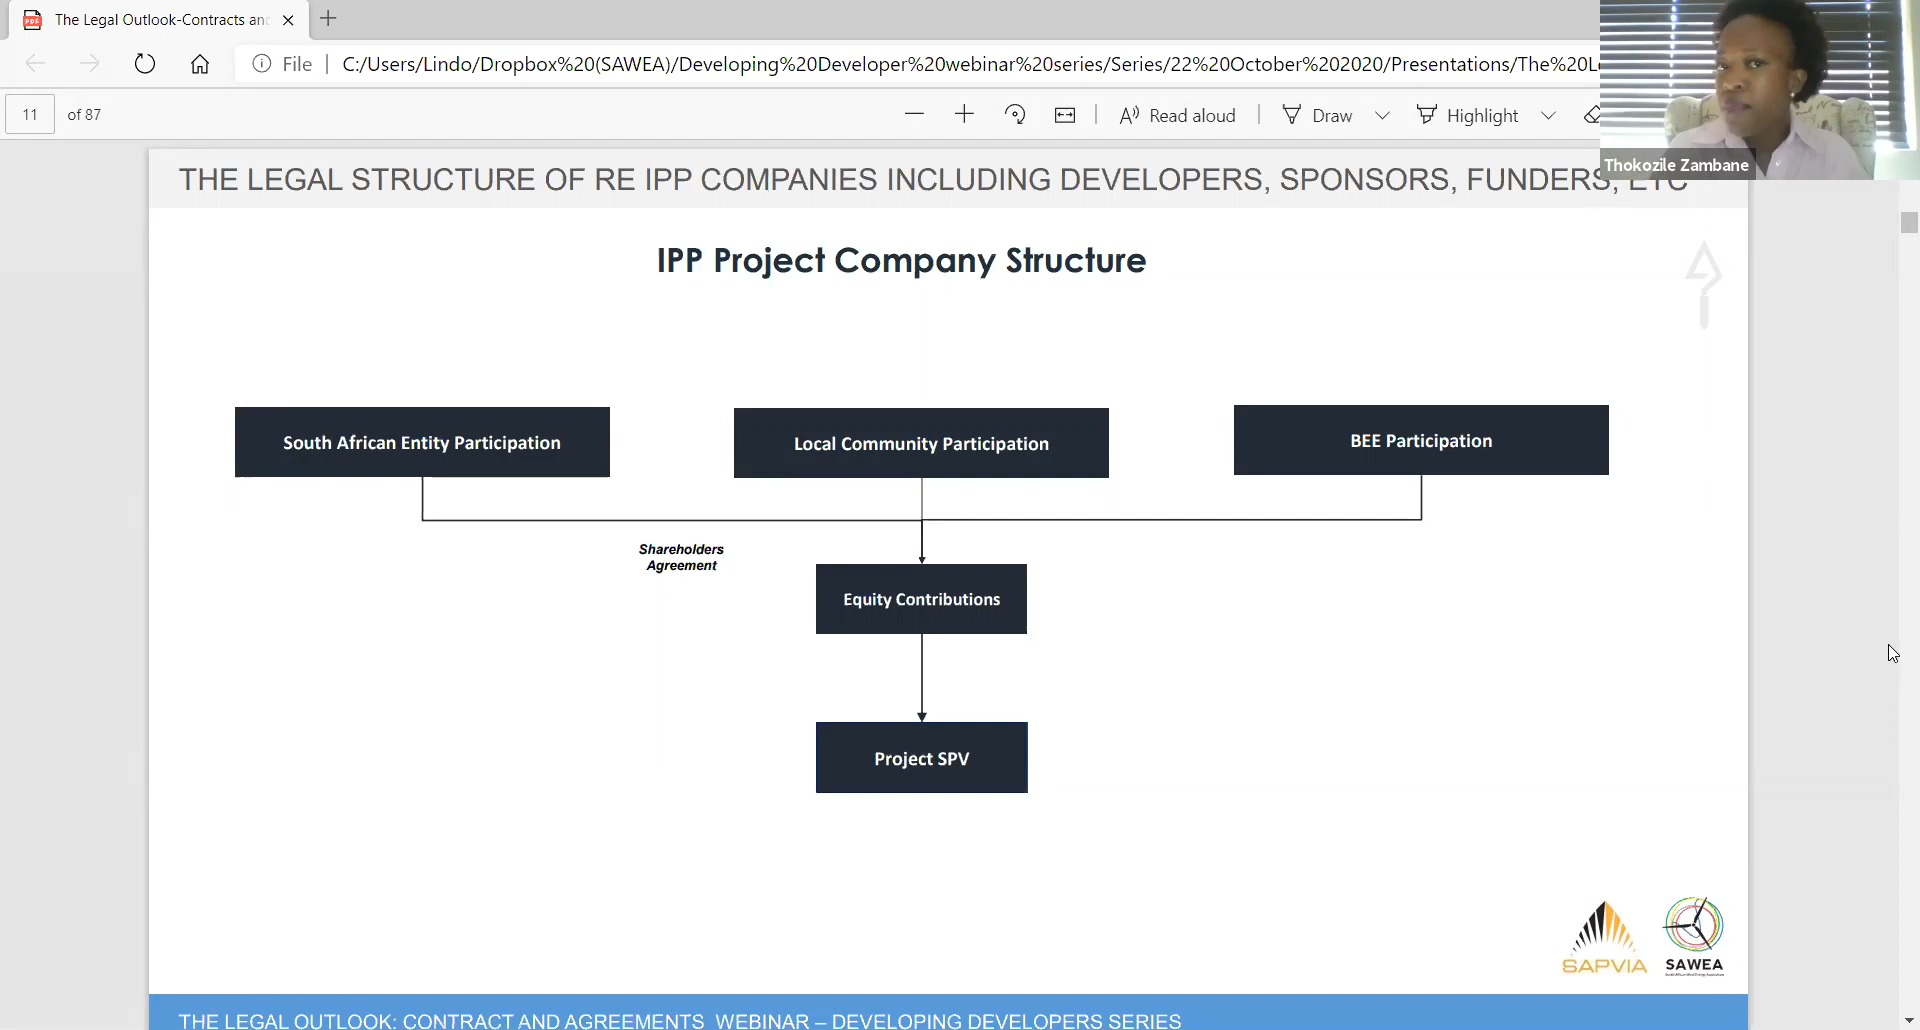 The Legal Outlook-Contracts and
File
C:/Users/Lindo/Dropbox%20(SAWEA)/Developing%20Developer%20webinar%20series/Series/22%20October%202020/Presentations/The%20L
11 of 87
Read aloud
Draw
Highlight
Thokozile Zambane
THE LEGAL STRUCTURE OF RE IPP COMPANIES INCLUDING DEVELOPERS, SPONSORS, FUNDERS, ETC
IPP Project Company Structure
South African Entity Participation
Local Community Participation
BEE Participation
Shareholders
Agreement
Equity Contributions
Project SPV
SAPVIA
SAWEA
THE LEGAL OUTLOOK: CONTRACT AND AGREEMENTS WEBINAR – DEVELOPING DEVELOPERS SERIES